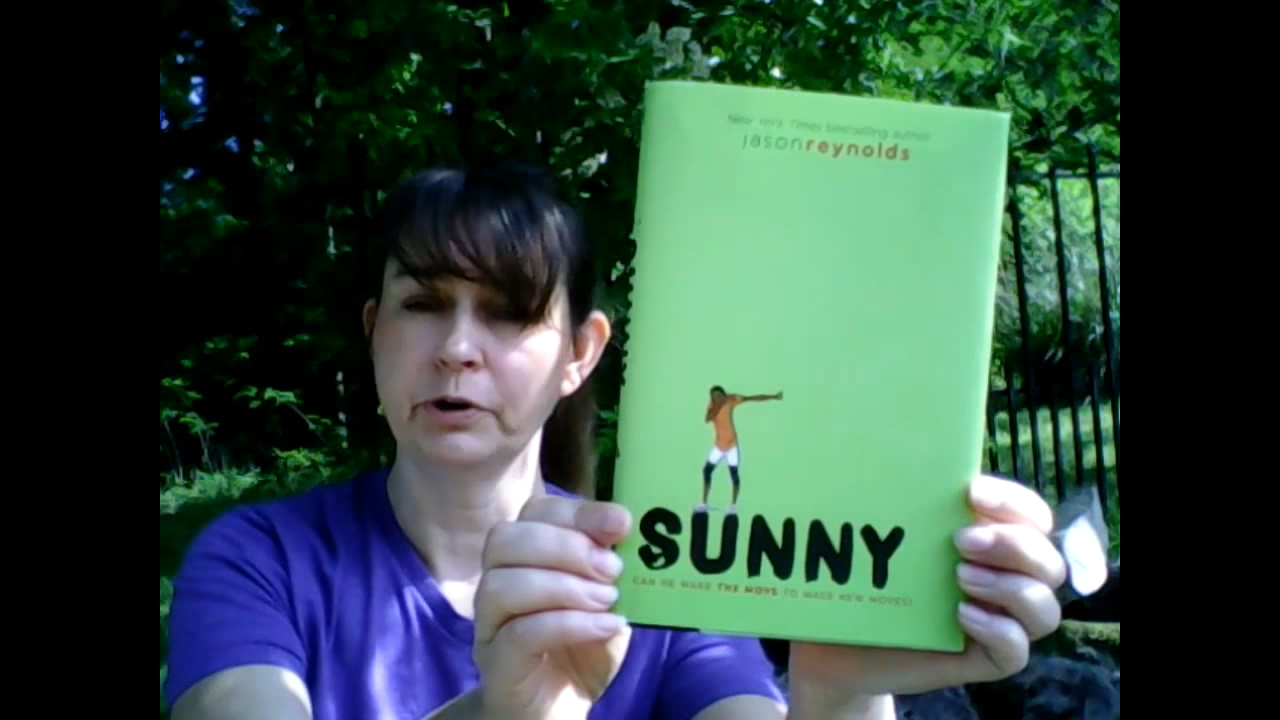 New York Times bestselling author
jasonreynolds
SUNNY
CAN HE MAKE THE MOVE TO MAKE NEW MOVES?